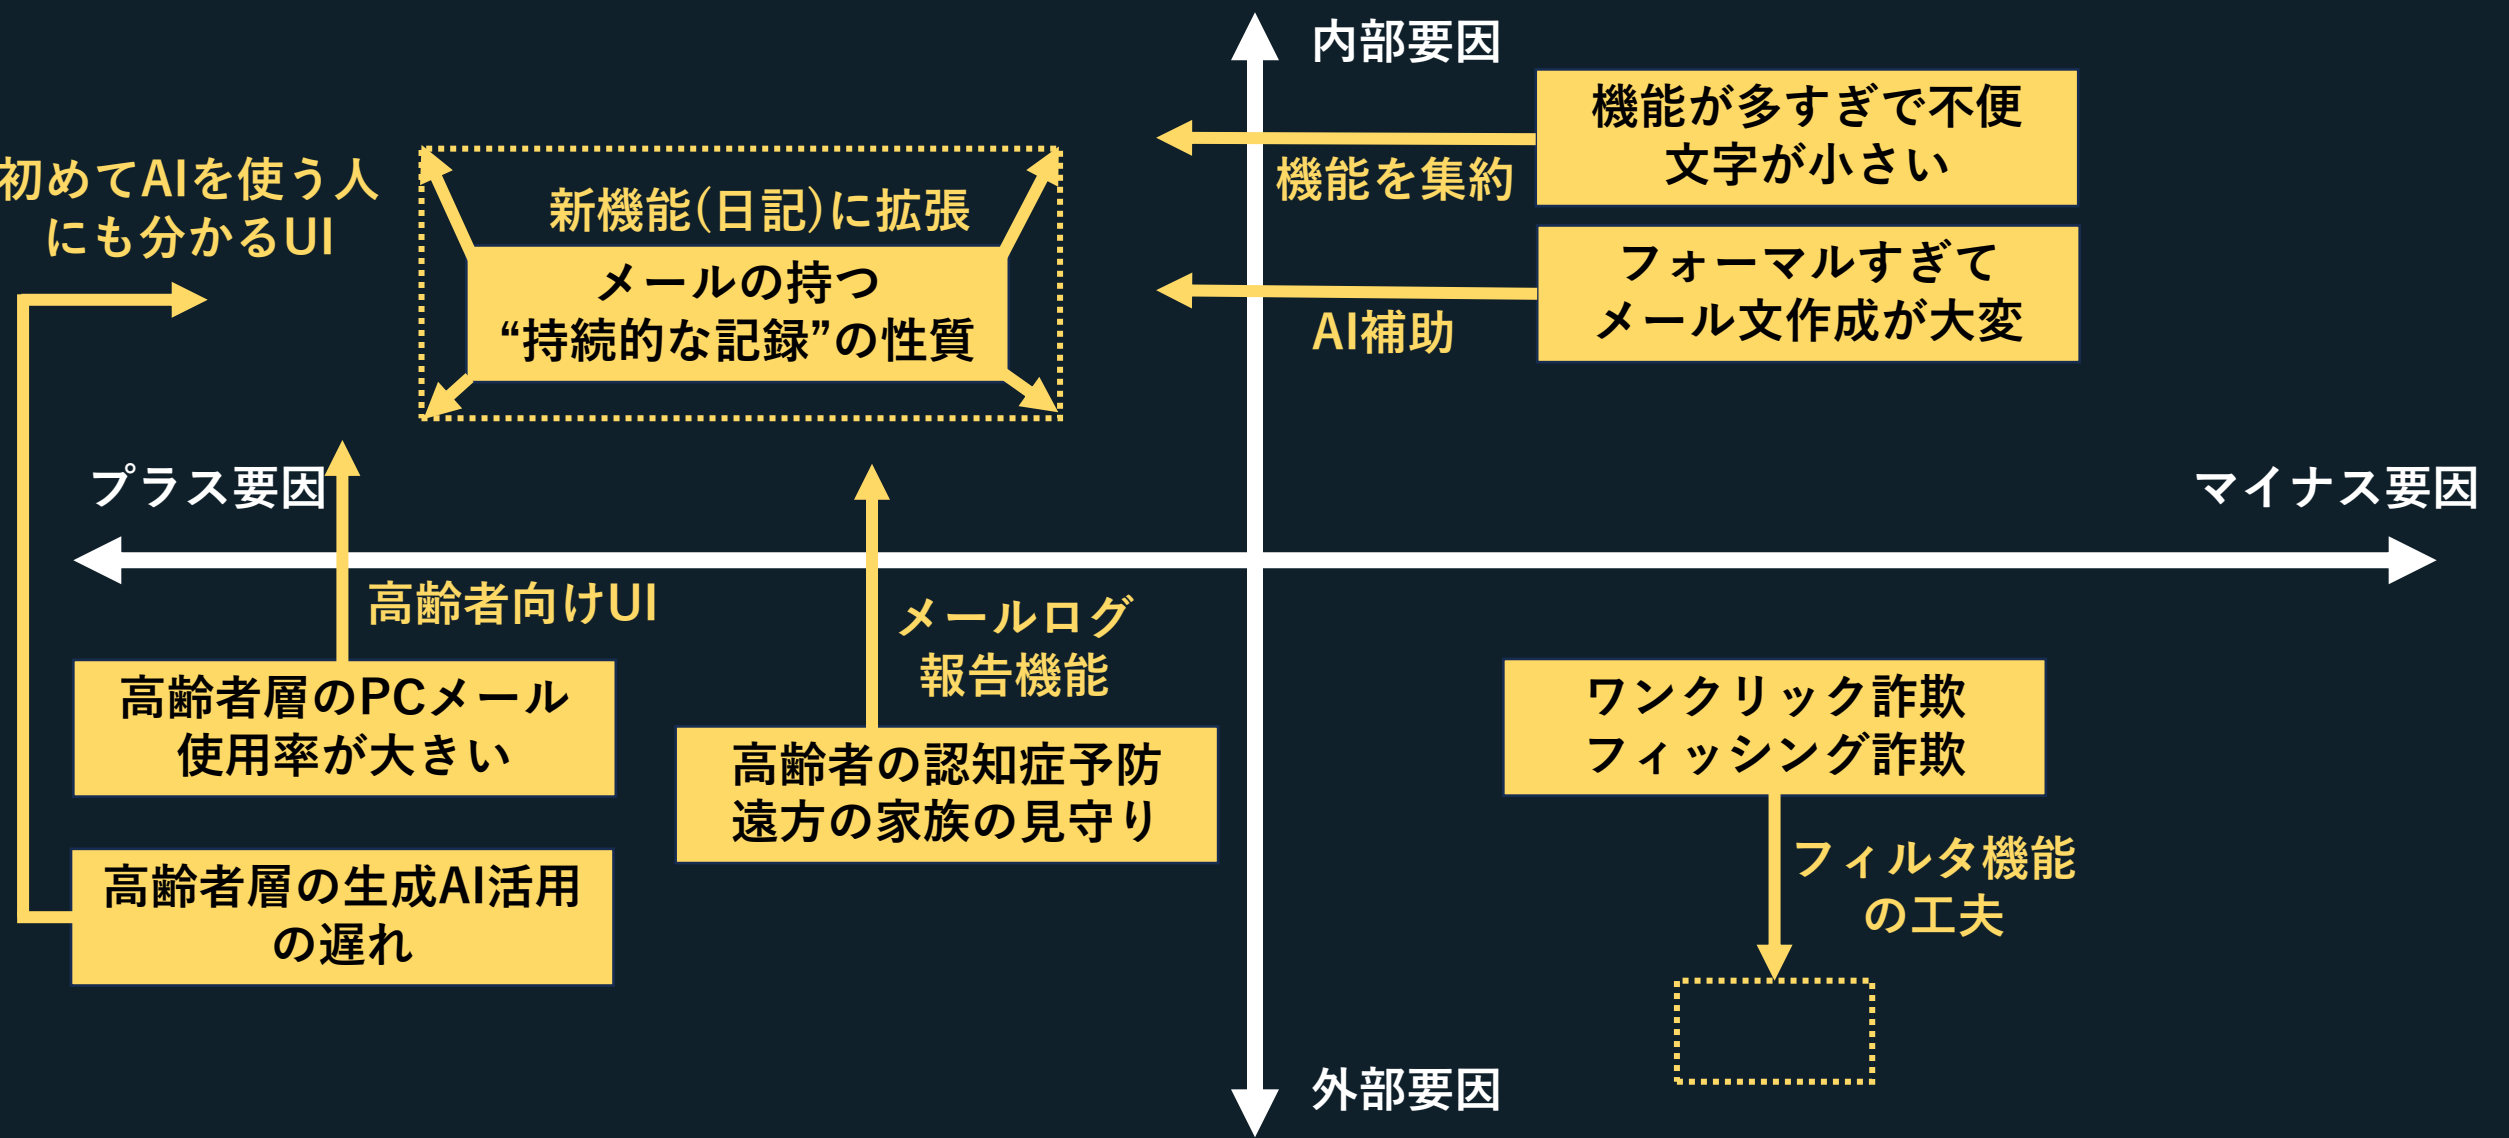 内部要因
機能が多すぎで不便
文字が小さい
機能を集約
初めてAIを使う人
にも分かるUI
新機能(日記)に拡張
メールの持つ
“持続的な記録”の性質
フォーマルすぎて
メール文作成が大変
AI補助
プラス要因
マイナス要因
高齢者向けUI
メールログ
報告機能
高齢者層のPCメール
使用率が大きい
高齢者の認知症予防
遠方の家族の見守り
ワンクリック詐欺
フィッシング詐欺
フィルタ機能
の工夫
高齢者層の生成AI活用
の遅れ
外部要因